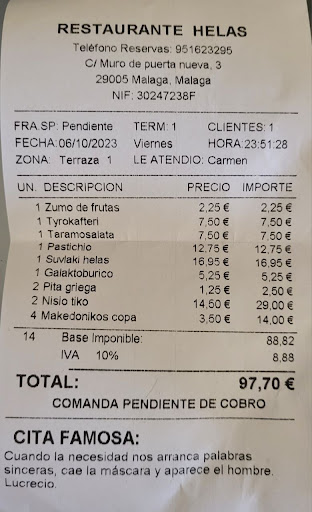 RESTAURANTE HELAS
Teléfono Reservas: 951623295
C/ Muro de puerta nueva, 3
29005 Malaga, Malaga
NIF: 30247238F
FRA.SP: Pendiente TERM: 1 CLIENTES: 1
FECHA: 06/10/2023 Viernes HORA: 23:51:28
ZONA: Terraza 1 LE ATENDIO: Carmen
UN. DESCRIPCION PRECIO IMPORTE
1 Zumo de frutas 2,25 € 2,25 €
1 Tyrokafteri 7,50 € 7,50 €
1 Taramosalata 7,50 € 7,50 €
1 Pastichio 12,75 € 12,75 €
1 Suvlaki helas 16,95 € 16,95 €
1 Galaktoburico 5,25 € 5,25 €
2 Pita griega 1,25 € 2,50 €
2 Nisio tiko 14,50 € 29,00 €
4 Makedonikos copa 3,50 € 14,00 €
14 Base Imponible: 88,82
IVA 10% 8,88
TOTAL: 97,70 €
COMANDA PENDIENTE DE COBRO
CITA FAMOSA:
Cuando la necesidad nos arranca palabras
sinceras, cae la máscara y aparece el hombre.
Lucrecio.